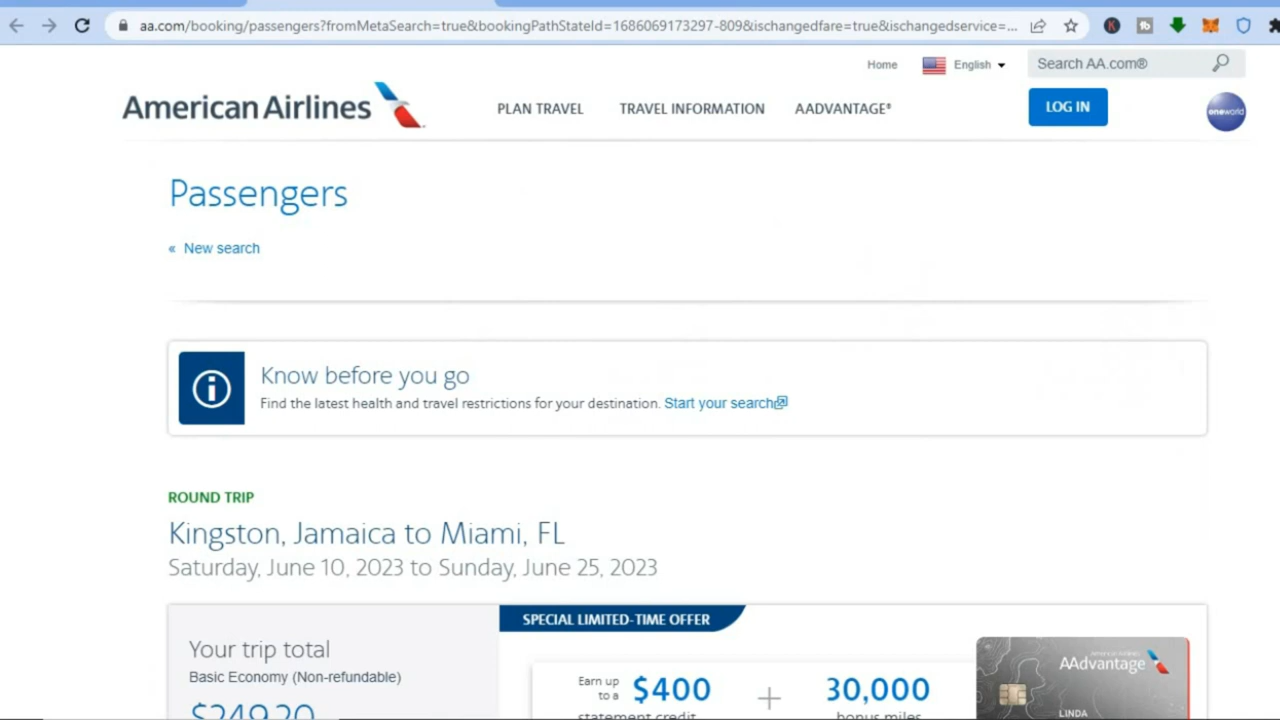 aa.com/booking/passengers?fromMetaSearch=true&bookingPathStateId=1686069173297-809&ischangedfare=true&ischangedservice=...
Home English Search AA.com®
American Airlines PLAN TRAVEL TRAVEL INFORMATION AADVANTAGE® LOG IN oneworld
Passengers
« New search
Know before you go
Find the latest health and travel restrictions for your destination. Start your search
ROUND TRIP
Kingston, Jamaica to Miami, FL
Saturday, June 10, 2023 to Sunday, June 25, 2023
SPECIAL LIMITED-TIME OFFER
Your trip total
Basic Economy (Non-refundable)
$249.20
Earn up
to a $400 + 30,000
statement credit bonus miles
American Airlines
AAdvantage
LINDA